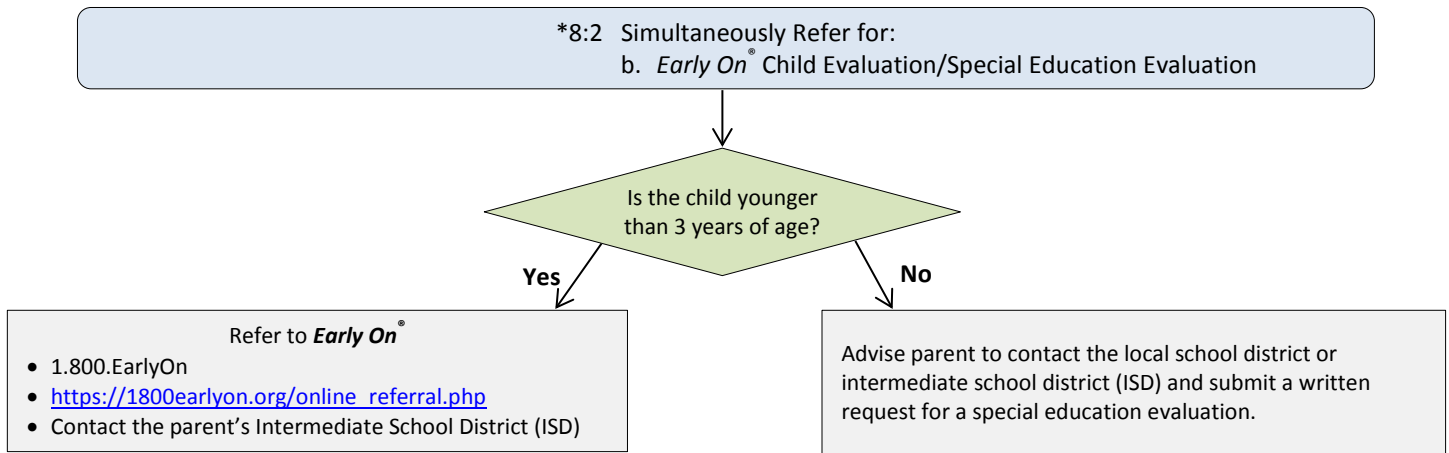 *8:2 Simultaneously Refer for:
b. Early On® Child Evaluation/Special Education Evaluation
Is the child younger
than 3 years of age?
Yes
No
Refer to Early On®
• 1.800.EarlyOn
• https://1800earlyon.org/online_referral.php
• Contact the parent’s Intermediate School District (ISD)
Advise parent to contact the local school district or
intermediate school district (ISD) and submit a written
request for a special education evaluation.